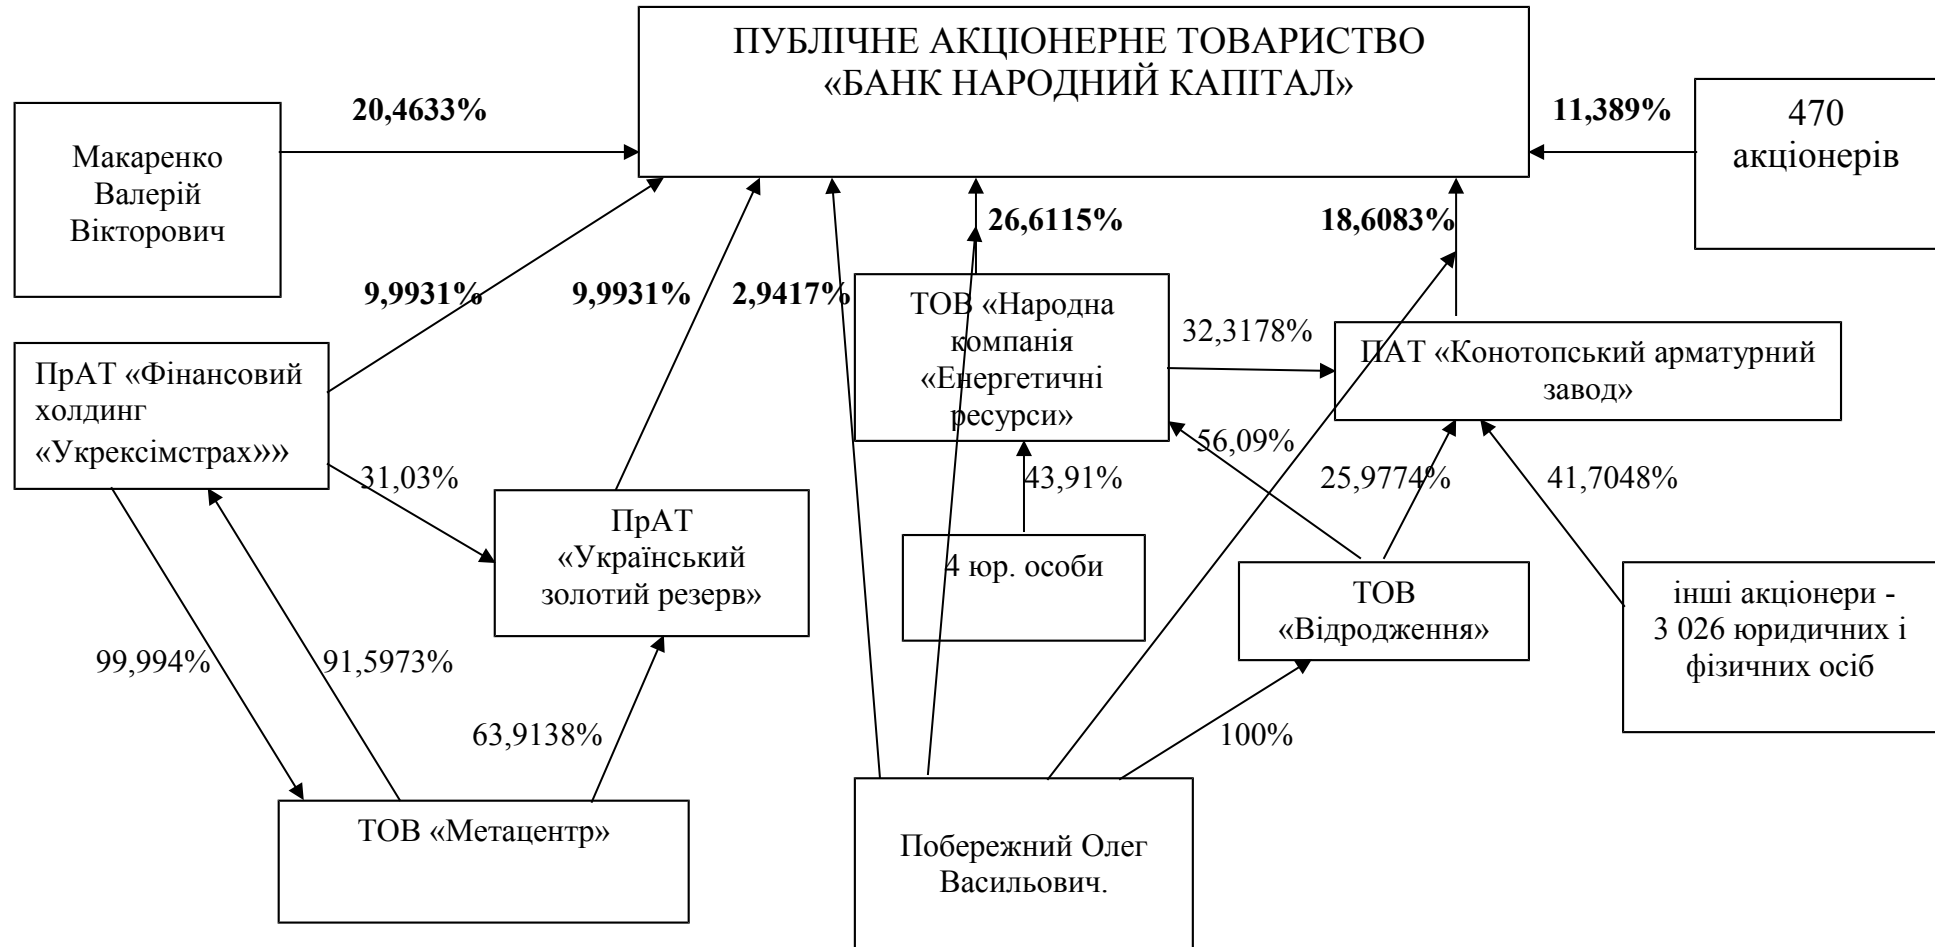 ПУБЛІЧНЕ АКЦІОНЕРНЕ ТОВАРИСТВО
«БАНК НАРОДНИЙ КАПІТАЛ»
20,4633%
11,389%
470
акціонерів
Макаренко
Валерій
Вікторович
26,6115%
18,6083%
9,9931%
9,9931%
2,9417%
ТОВ «Народна
компанія
«Енергетичні
ресурси»
32,3178%
ПАТ «Конотопський арматурний
завод»
ПрАТ «Фінансовий
холдинг
«Укрексімстрах»»»
31,03%
56,09%
43,91%
25,9774%
41,7048%
ПрАТ
«Український
золотий резерв»
4 юр. особи
ТОВ
«Відродження»
інші акціонери -
3 026 юридичних і
фізичних осіб
99,994%
91,5973%
63,9138%
100%
ТОВ «Метацентр»
Побережний Олег
Васильович.